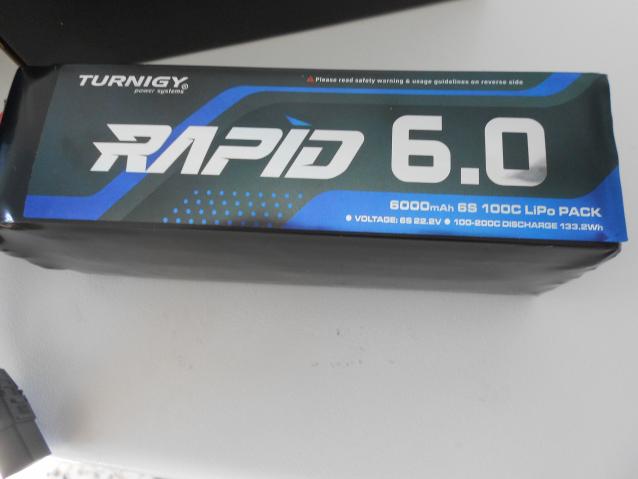 TURNIGY®
power systems
⚠Please read safety warning & usage guidelines on reverse side
RAPID 6.0
6000mAh 6S 100C LiPo PACK
● VOLTAGE: 6S 22.2V ● 100-200C DISCHARGE 133.2Wh